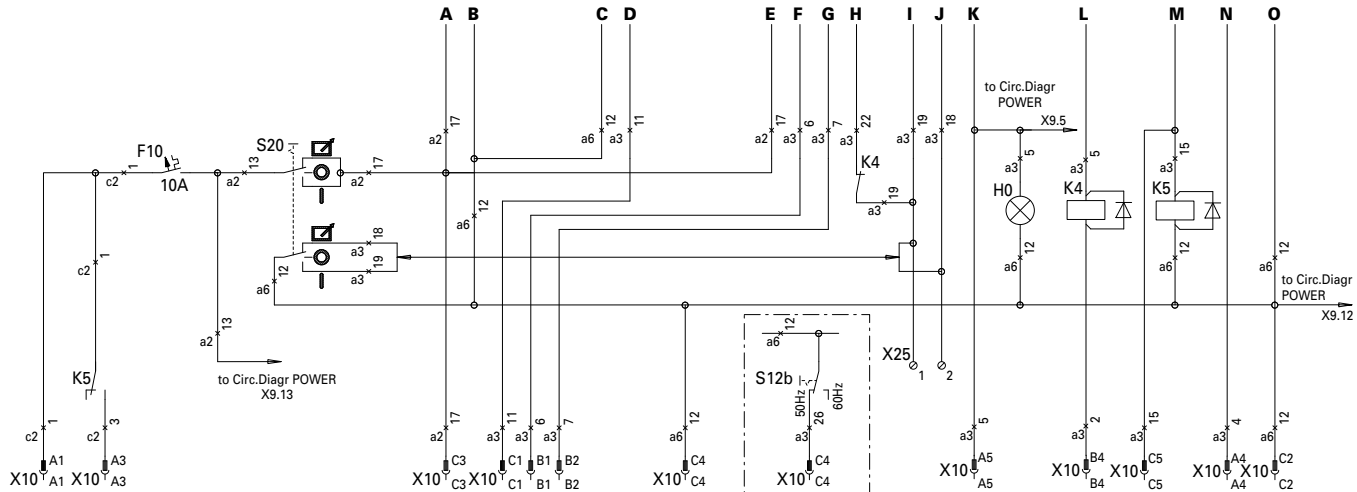 A B C D E F G H I J K L M N O
to Circ.Diagr
POWER
X9.5
a2 17 a6 12 a3 11 a2 17 a3 6 a3 7 a3 22 a3 19 a3 18
F10 S20 K4
c2 1 10A a2 13 a2 17 a3 5 a3 5 a3 15
H0 K4 K5
a3 19
a6 12
a3 18
a3 19
a6 12 c2 1 a6 12 a6 12 a6 12
to Circ.Diagr
POWER
X9.12
a2 13
a6 12
to Circ.Diagr POWER
X9.13
K5 S12b 50Hz 60Hz X25 1 2
c2 1 c2 3 a2 17 a3 11 a3 6 a3 7 a6 12 a3 26 a3 5 a3 2 a3 15 a3 4 a6 12
A1 A3 C3 C1 B1 B2 C4 C4 A5 B4 C5 A4 C2
X10 X10 X10 X10 X10 X10 X10 X10 X10 X10
A1 A3 C3 C1 B1 B2 C4 C4 A5 B4 C5 A4 C2